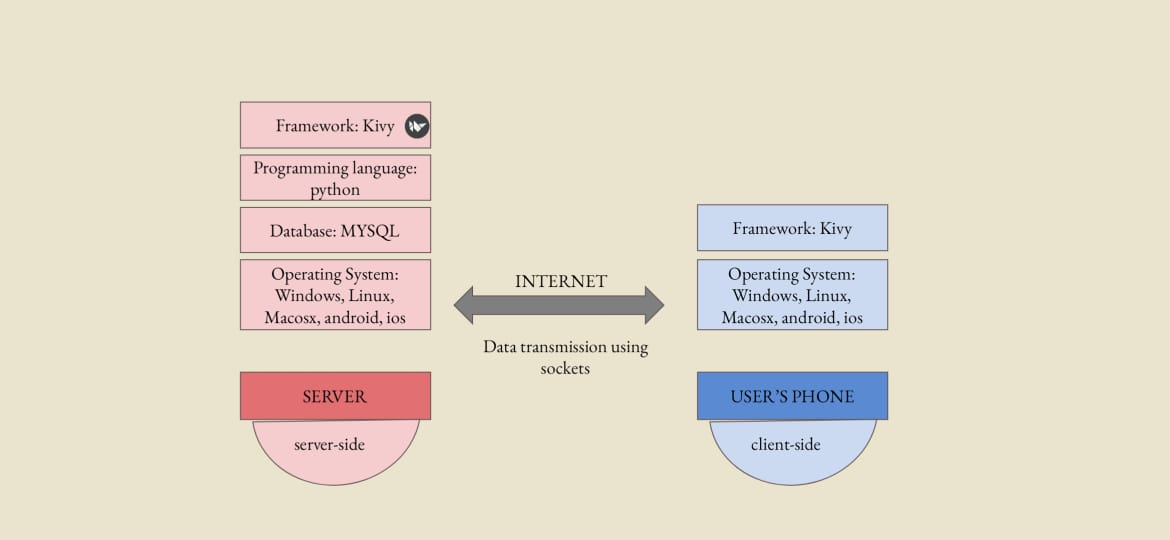 Framework: Kivy
Programming language:
python
Database: MYSQL
Operating System:
Windows, Linux,
Macosx, android, ios
SERVER
server-side
INTERNET
Data transmission using
sockets
Framework: Kivy
Operating System:
Windows, Linux,
Macosx, android, ios
USER’S PHONE
client-side